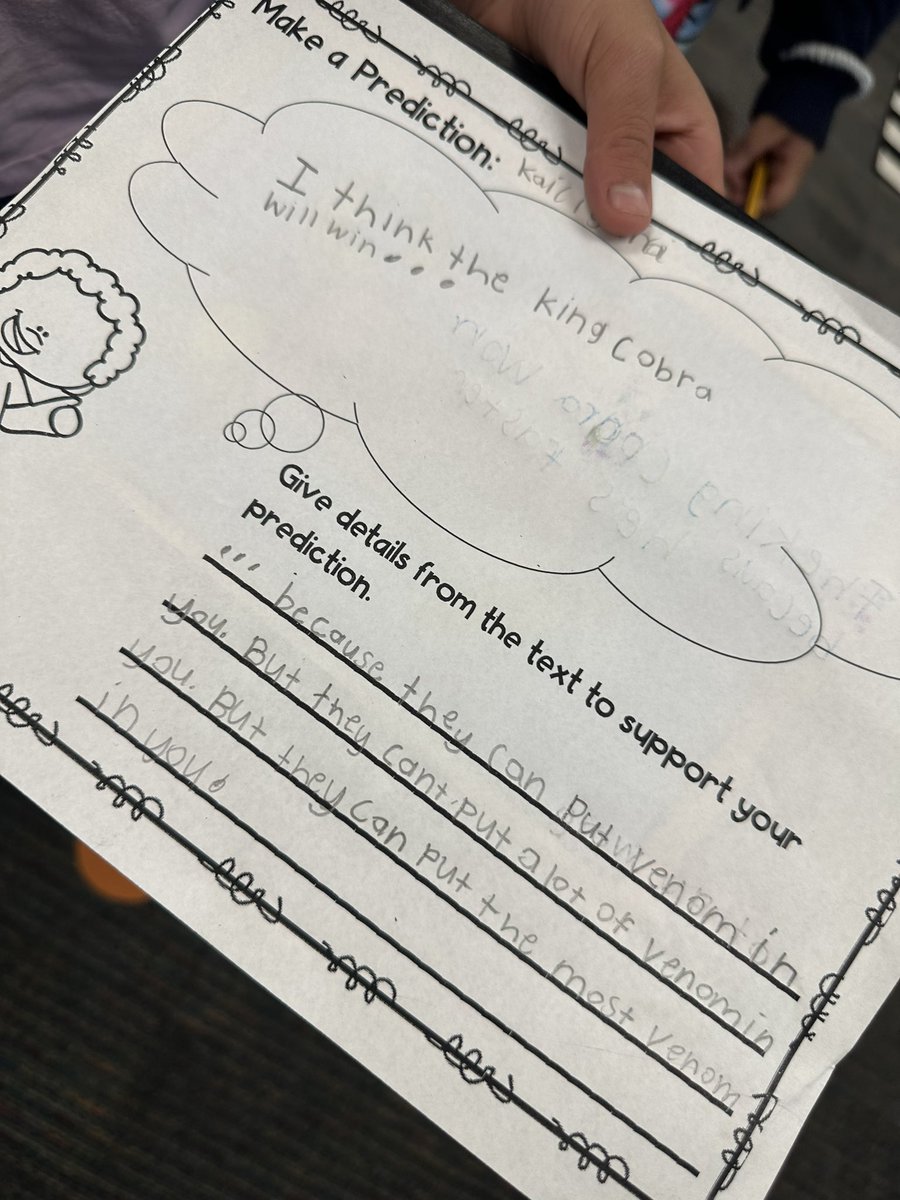 Make a Prediction:
I think the King Cobra
will win...
Give details from the text to support your
prediction.
... because they can put venom in
you. But they cant put a lot of venom in
you. But they can put the most venom
in you.